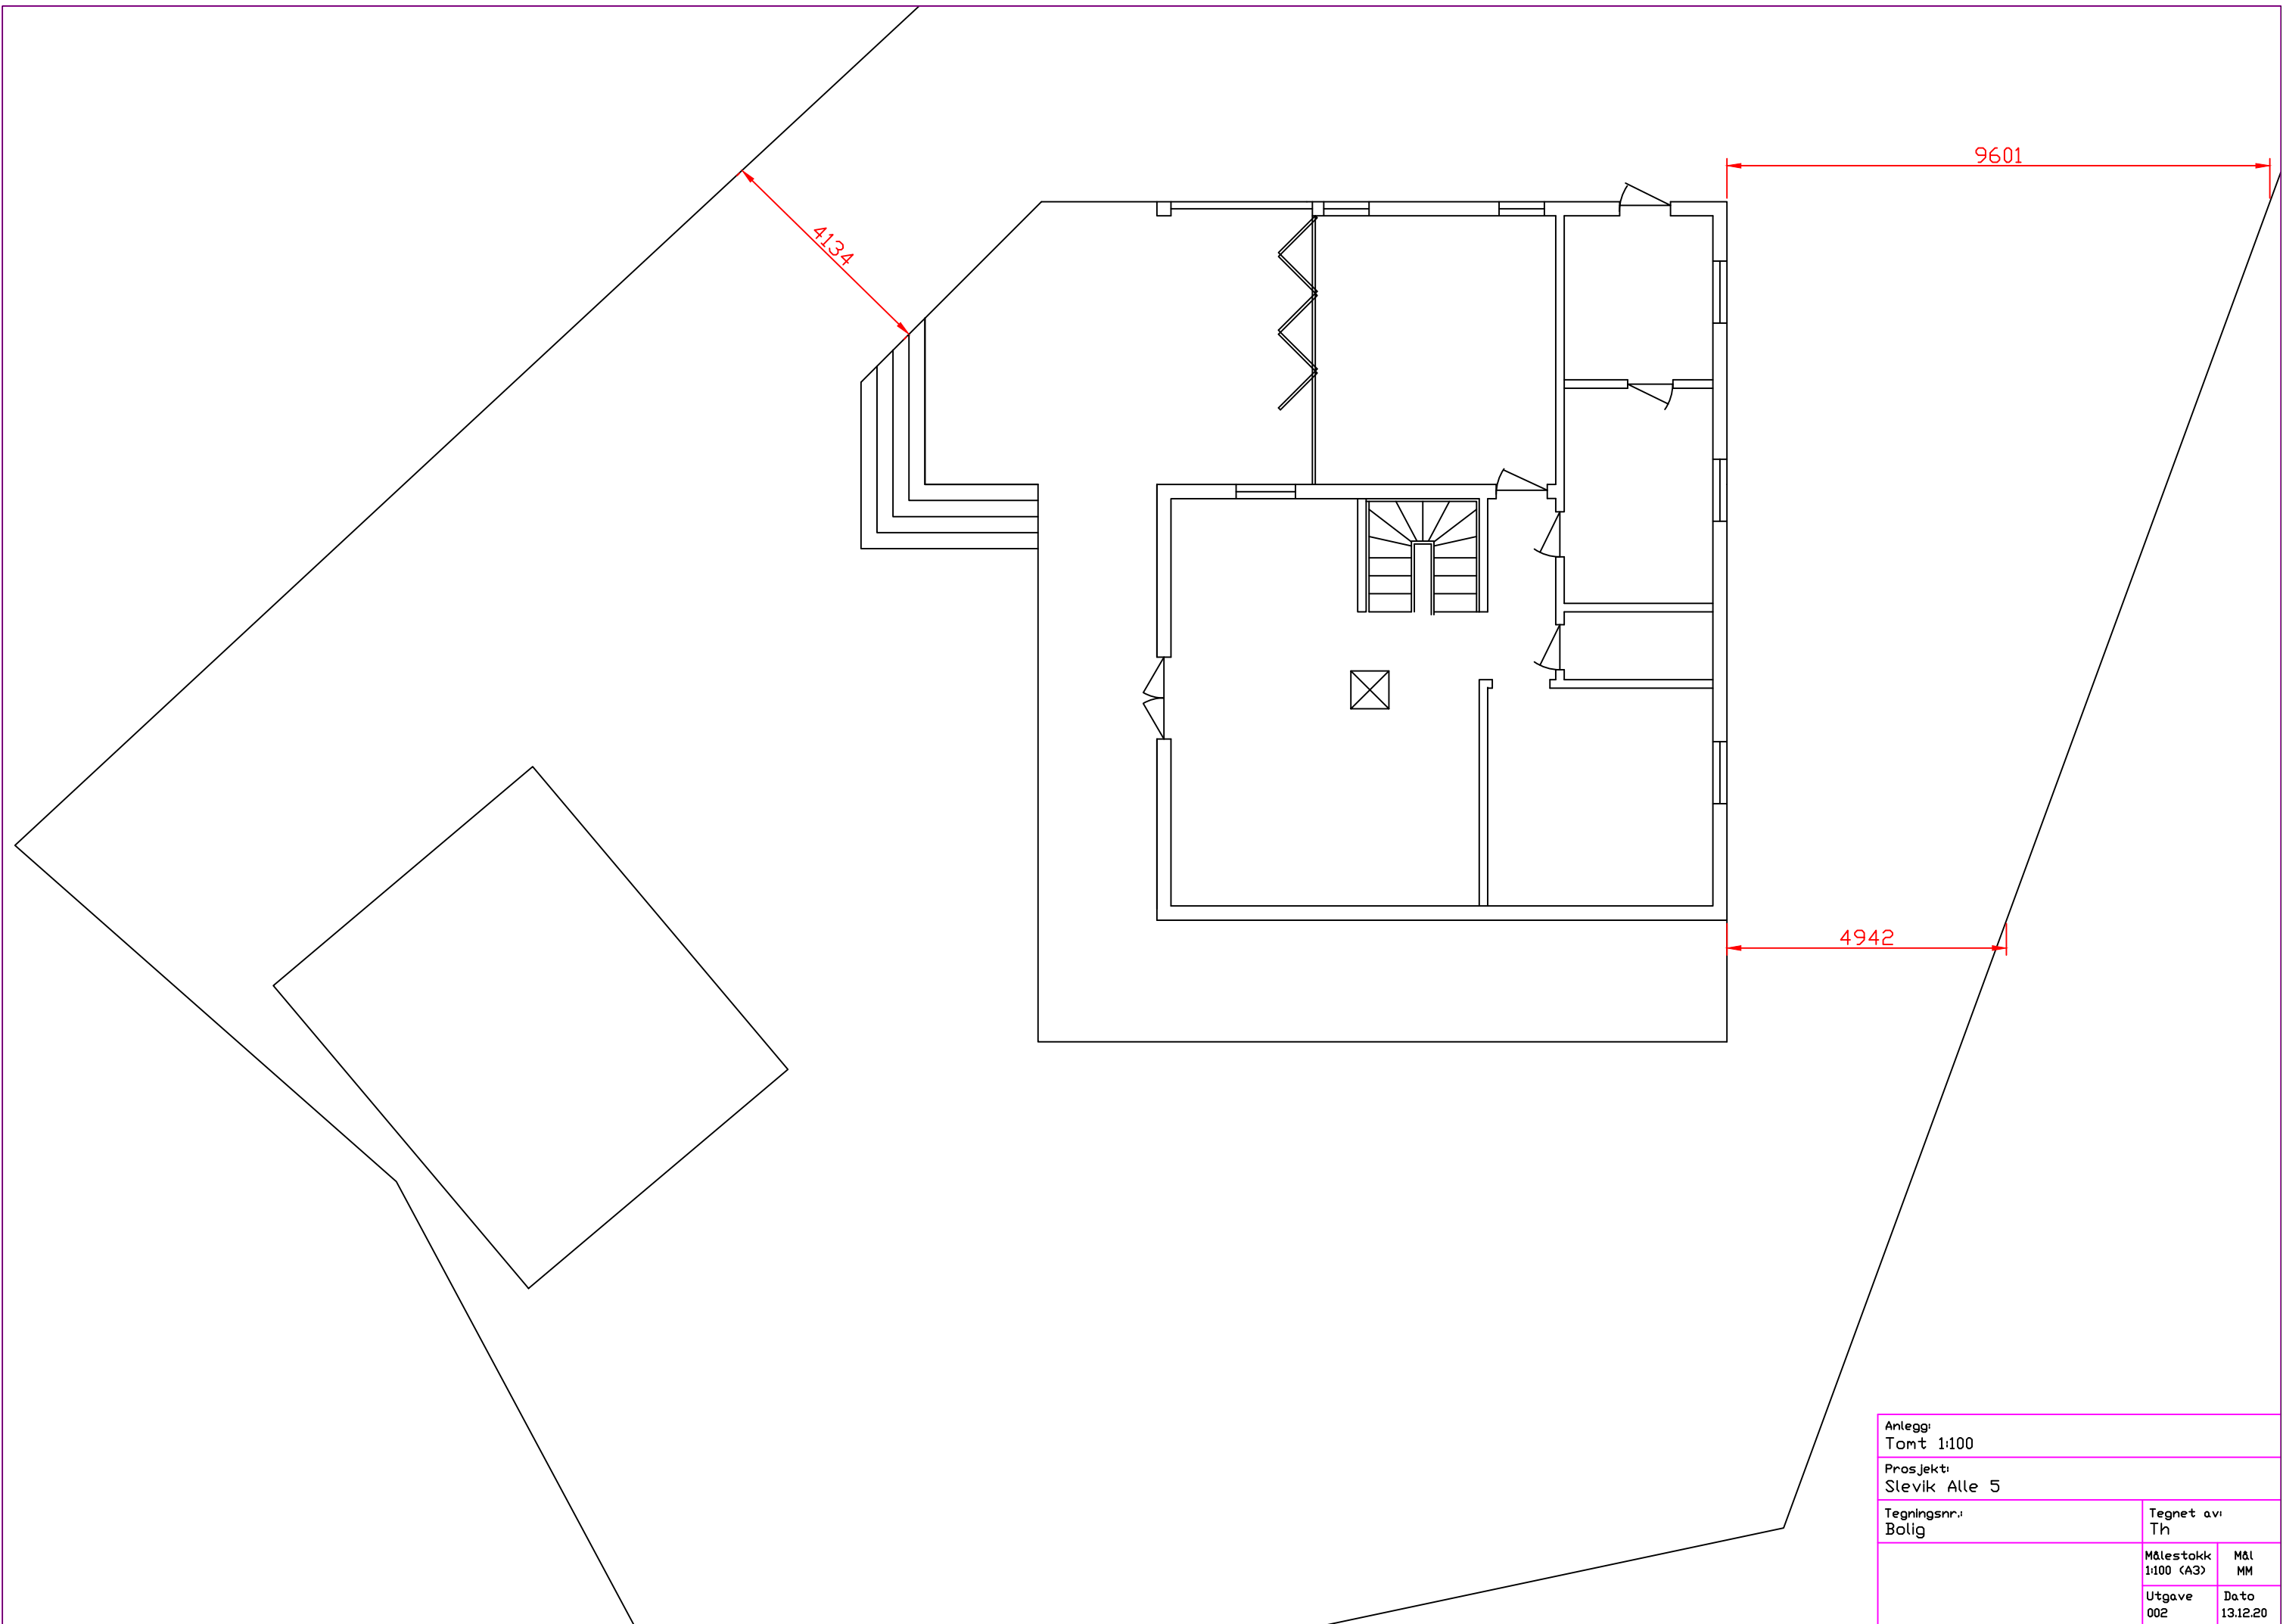 9601
4134
4942
Anlegg:
Tomt 1:100
Prosjekt:
Slevik Alle 5
Tegningsnr.:
Bolig
Tegnet av:
Th
Målestokk
1:100 (A3)
Mål
MM
Utgave
002
Dato
13.12.20